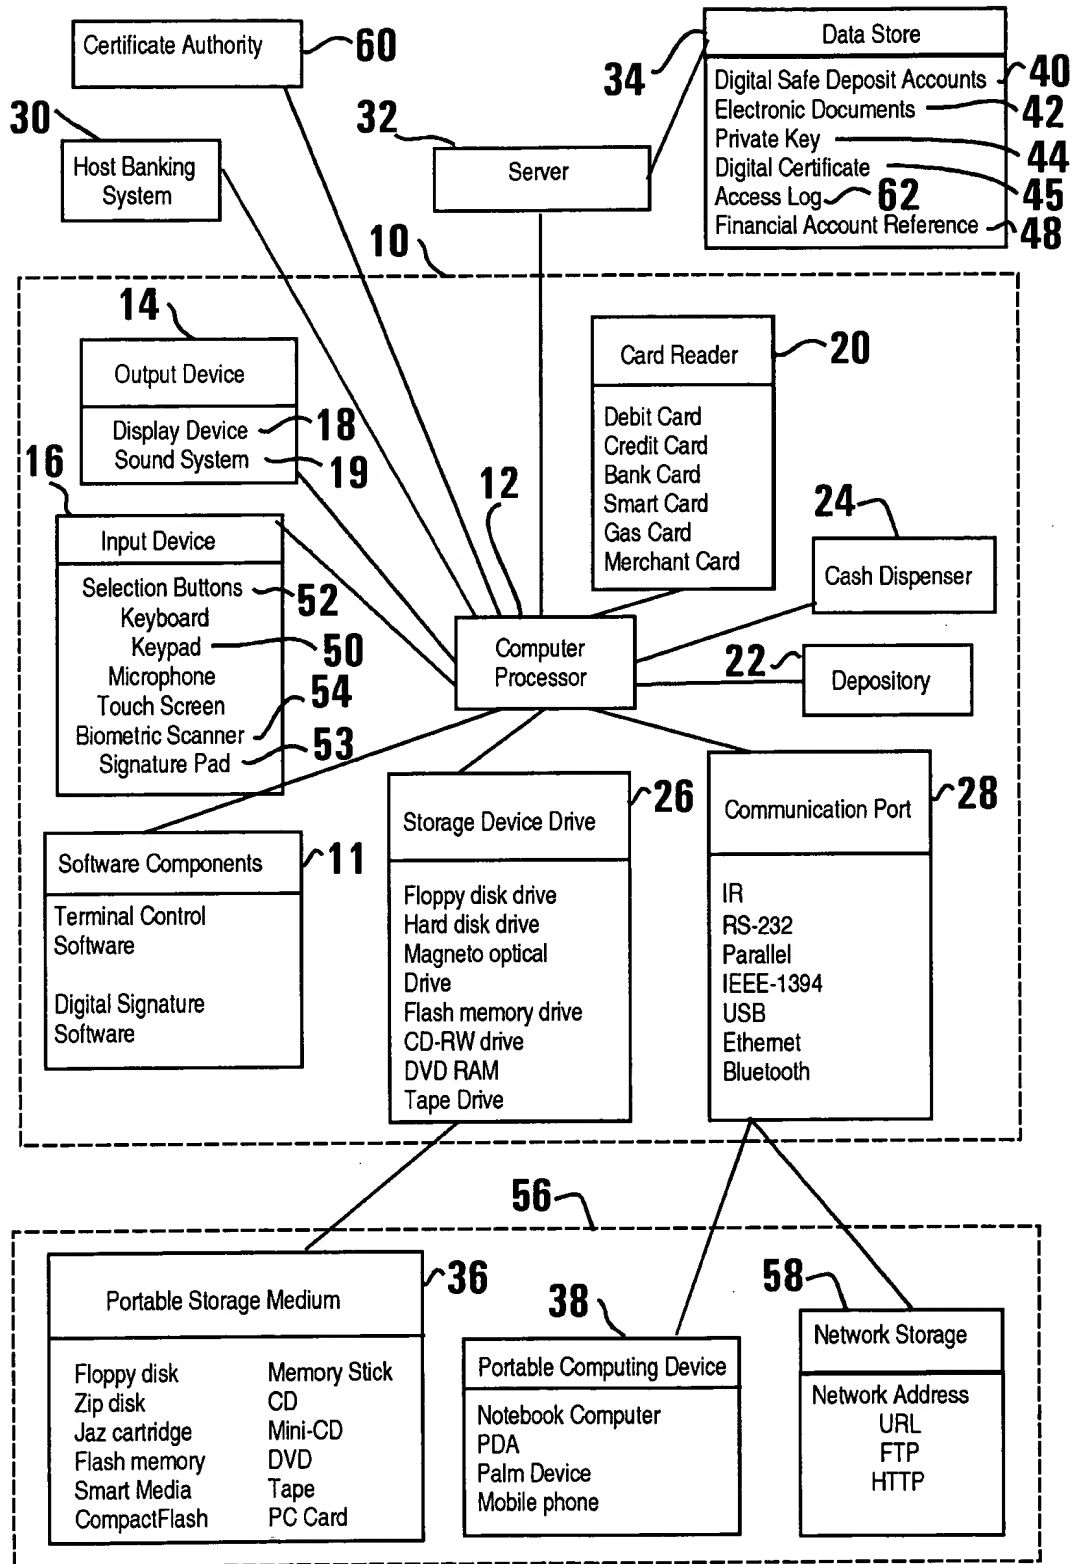 Certificate Authority
60
Data Store
34
Digital Safe Deposit Accounts
40
Electronic Documents
42
Private Key
44
Digital Certificate
45
Access Log
62
Financial Account Reference
48
30
Host Banking
System
32
Server
10
14
Output Device
Display Device
18
Sound System
19
Card Reader
20
Debit Card
Credit Card
Bank Card
Smart Card
Gas Card
Merchant Card
16
Input Device
Selection Buttons
52
Keyboard
Keypad
50
Microphone
Touch Screen
54
Biometric Scanner
Signature Pad
53
12
Computer
Processor
24
Cash Dispenser
22
Depository
Software Components
11
Terminal Control
Software
Digital Signature
Software
Storage Device Drive
26
Floppy disk drive
Hard disk drive
Magneto optical
Drive
Flash memory drive
CD-RW drive
DVD RAM
Tape Drive
Communication Port
28
IR
RS-232
Parallel
IEEE-1394
USB
Ethernet
Bluetooth
56
Portable Storage Medium
36
Floppy disk
Zip disk
Jaz cartridge
Flash memory
Smart Media
CompactFlash
Memory Stick
CD
Mini-CD
DVD
Tape
PC Card
38
Portable Computing Device
Notebook Computer
PDA
Palm Device
Mobile phone
58
Network Storage
Network Address
URL
FTP
HTTP